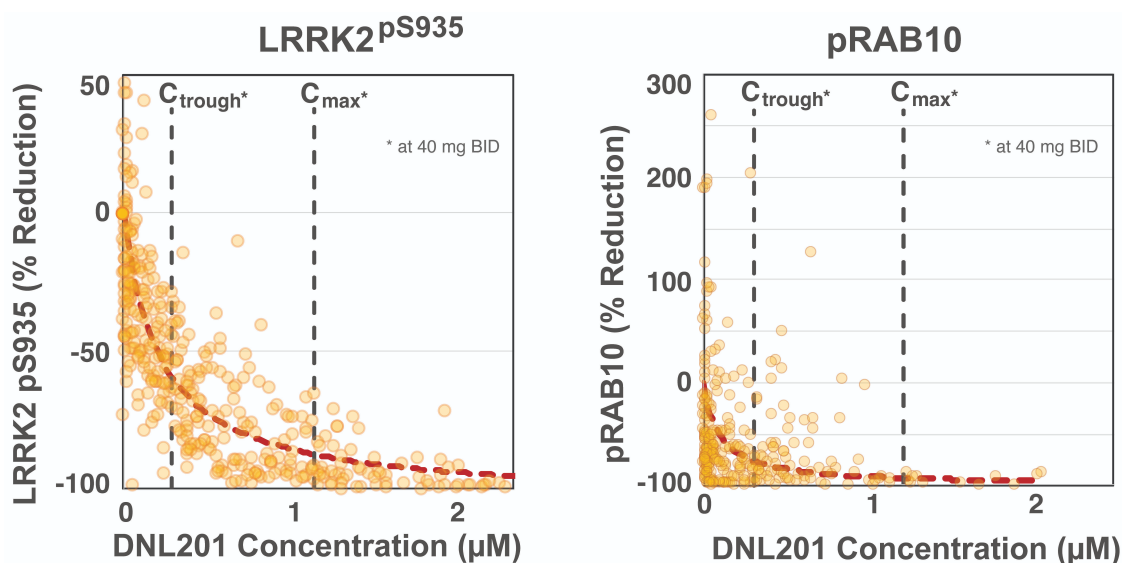 LRRK2pS935
LRRK2 pS935 (% Reduction)
50
0
-50
-100
Ctrough*
Cmax*
* at 40 mg BID
0
1
2
DNL201 Concentration (µM)
pRAB10
pRAB10 (% Reduction)
300
200
100
0
-100
Ctrough*
Cmax*
* at 40 mg BID
0
1
2
DNL201 Concentration (µM)